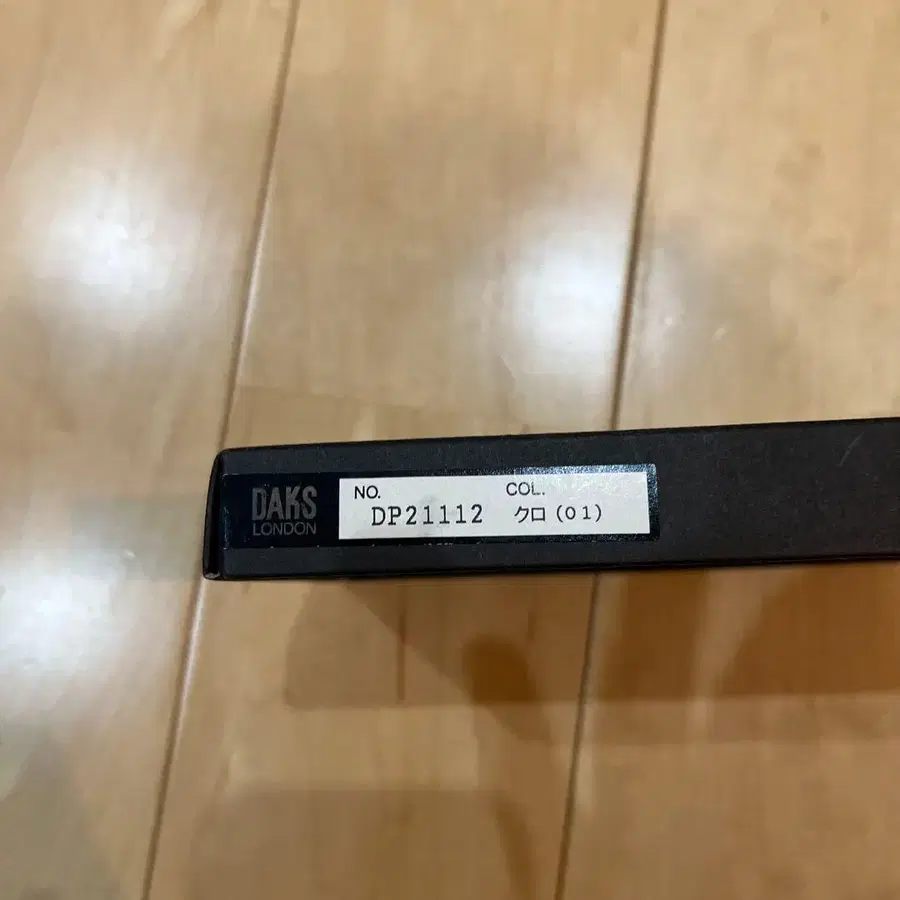 DAKS
LONDON
NO.
COL.
DP21112
クロ(01)